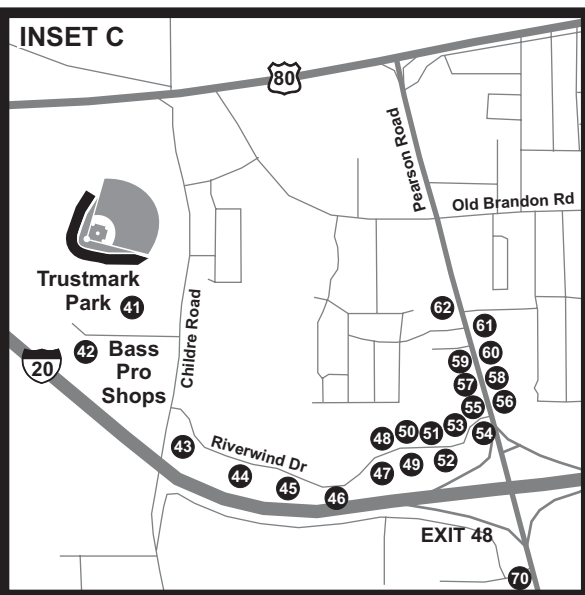 INSET C
80
Pearson Road
Old Brandon Rd
Trustmark
Park
41
62
61
Childre Road
42
Bass
Pro
Shops
20
60
59
58
57
56
55
53
54
50
51
48
43
Riverwind Dr
52
49
47
44
45
46
EXIT 48
70